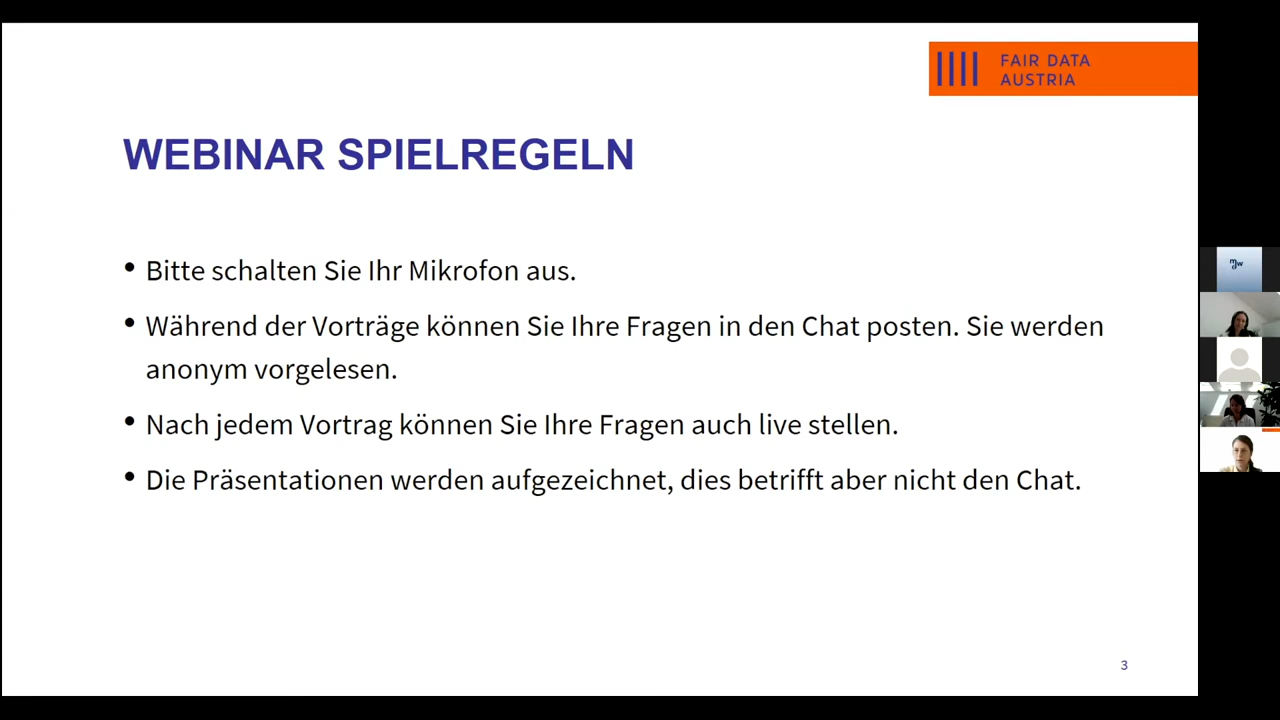 FAIR DATA
AUSTRIA
WEBINAR SPIELREGELN
• Bitte schalten Sie Ihr Mikrofon aus.
• Während der Vorträge können Sie Ihre Fragen in den Chat posten. Sie werden
anonym vorgelesen.
• Nach jedem Vortrag können Sie Ihre Fragen auch live stellen.
• Die Präsentationen werden aufgezeichnet, dies betrifft aber nicht den Chat.
3